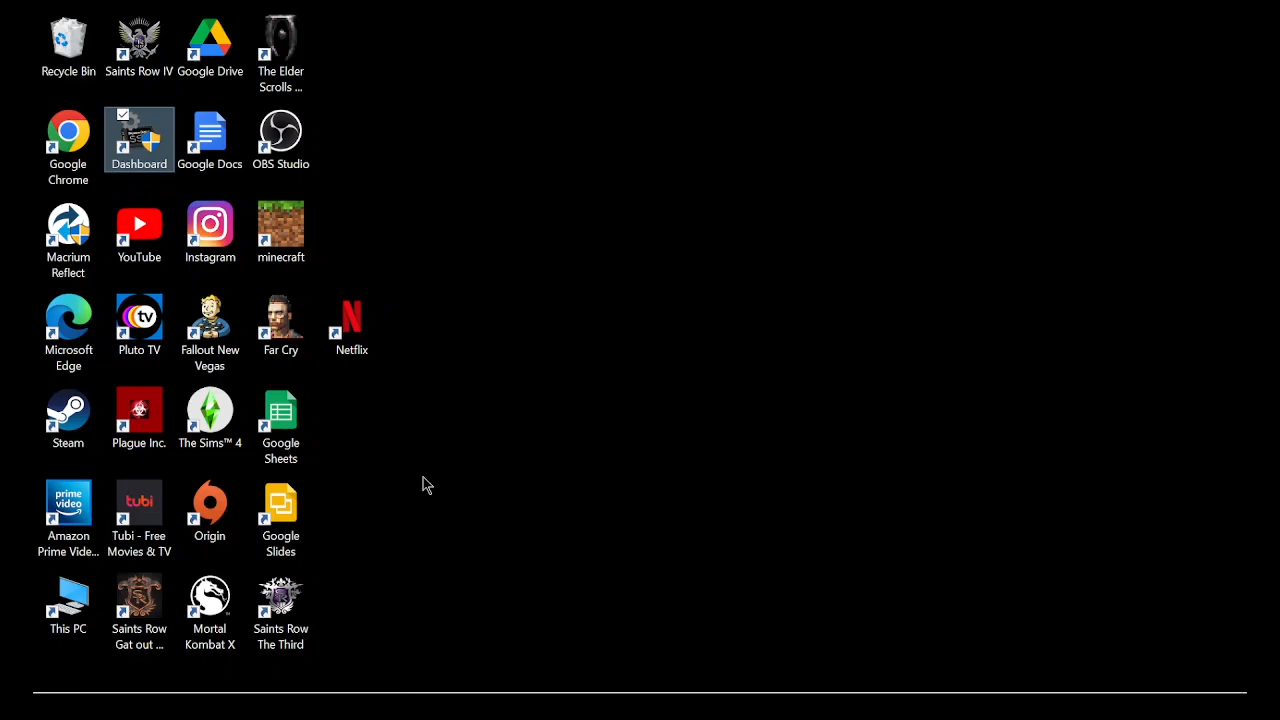 Recycle Bin
Saints Row IV
Google Drive
The Elder
Scrolls ...
Google
Chrome
Dashboard
Google Docs
OBS Studio
Macrium
Reflect
YouTube
Instagram
minecraft
tv
Microsoft
Edge
Pluto TV
Fallout New
Vegas
Far Cry
Netflix
Steam
Plague Inc.
The Sims™ 4
Google
Sheets
prime
video
tubi
Amazon
Prime Vide...
Tubi - Free
Movies & TV
Origin
Google
Slides
This PC
Saints Row
Gat out ...
Mortal
Kombat X
Saints Row
The Third